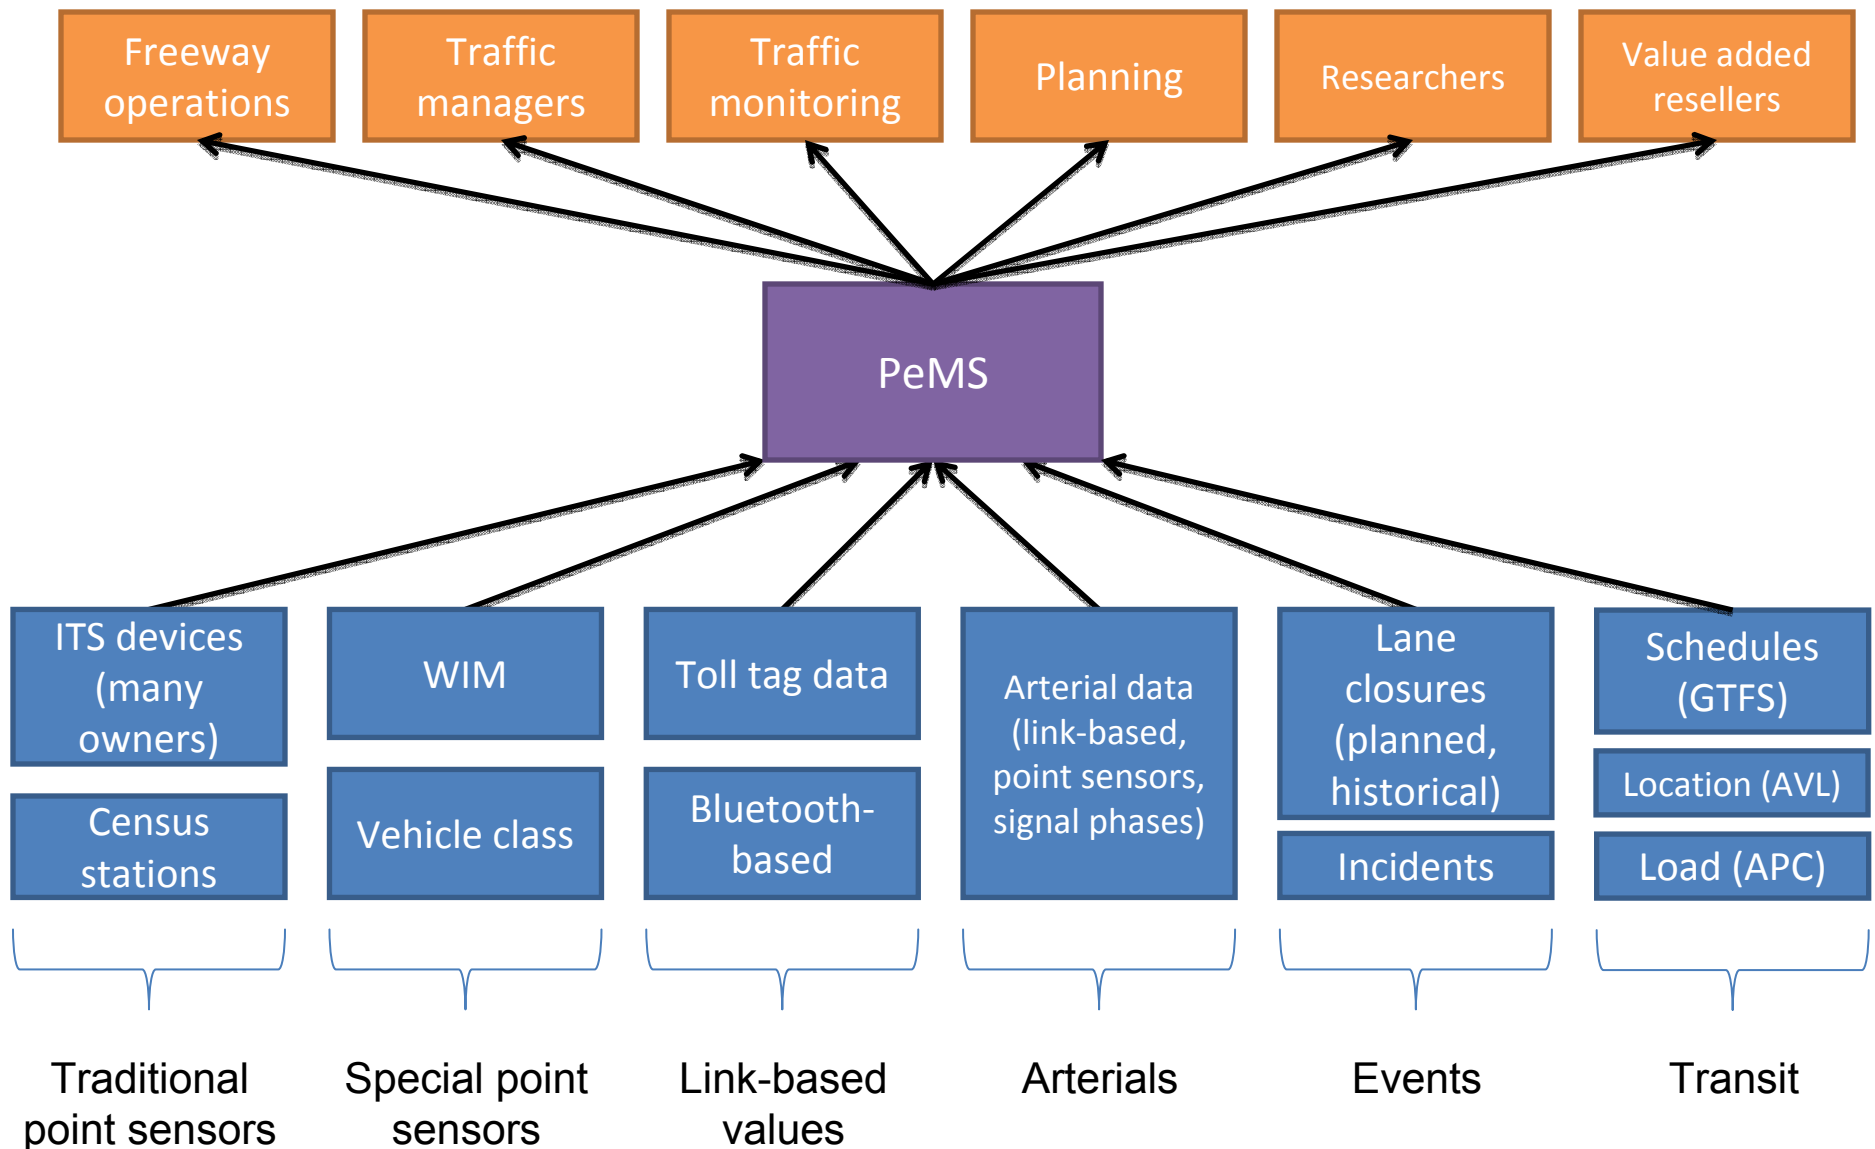 Freeway
operations
Traffic
managers
Traffic
monitoring
Planning
Researchers
Value added
resellers
PeMS
ITS devices
(many
owners)
Census
stations
WIM
Vehicle class
Toll tag data
Bluetooth-
based
Arterial data
(link-based,
point sensors,
signal phases)
Lane
closures
(planned,
historical)
Incidents
Schedules
(GTFS)
Location (AVL)
Load (APC)
Traditional
point sensors
Special point
sensors
Link-based
values
Arterials
Events
Transit